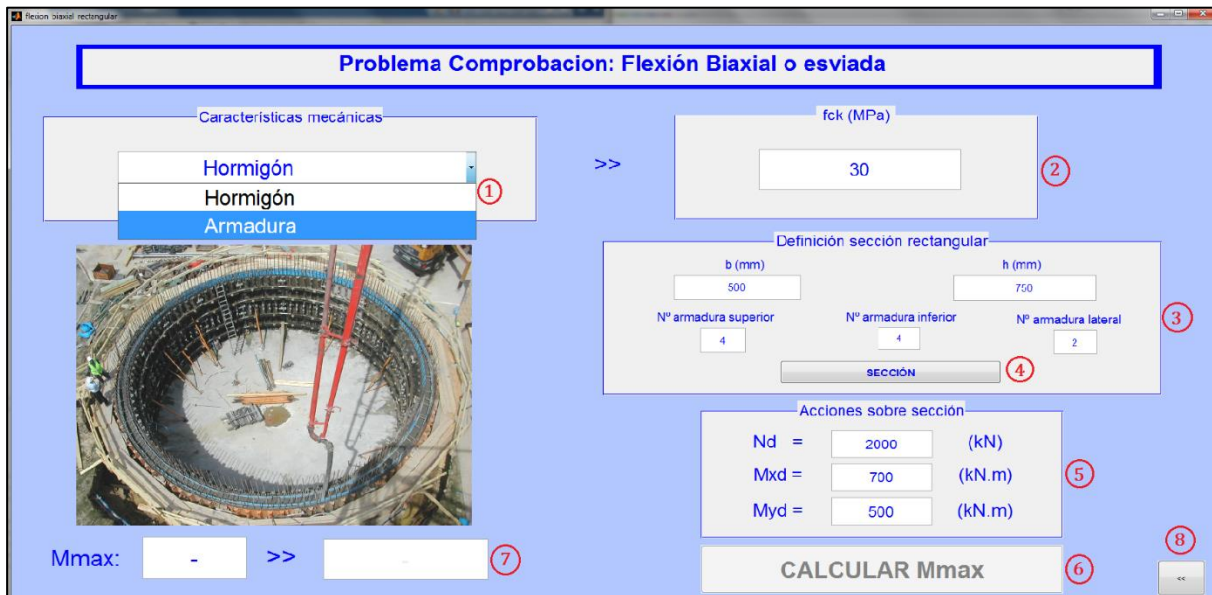 flexion biaxial rectangular
Problema Comprobacion: Flexión Biaxial o esviada
Características mecánicas
Hormigón
Hormigón
Armadura
1
>>
fck (MPa)
30
2
Definición sección rectangular
b (mm)
h (mm)
500
750
Nº armadura superior
Nº armadura inferior
Nº armadura lateral
4
4
2
3
SECCIÓN
4
Acciones sobre sección
Nd = 2000 (kN)
Mxd = 700 (kN.m)
Myd = 500 (kN.m)
5
Mmax: - >> -
7
CALCULAR Mmax
6
8
<<